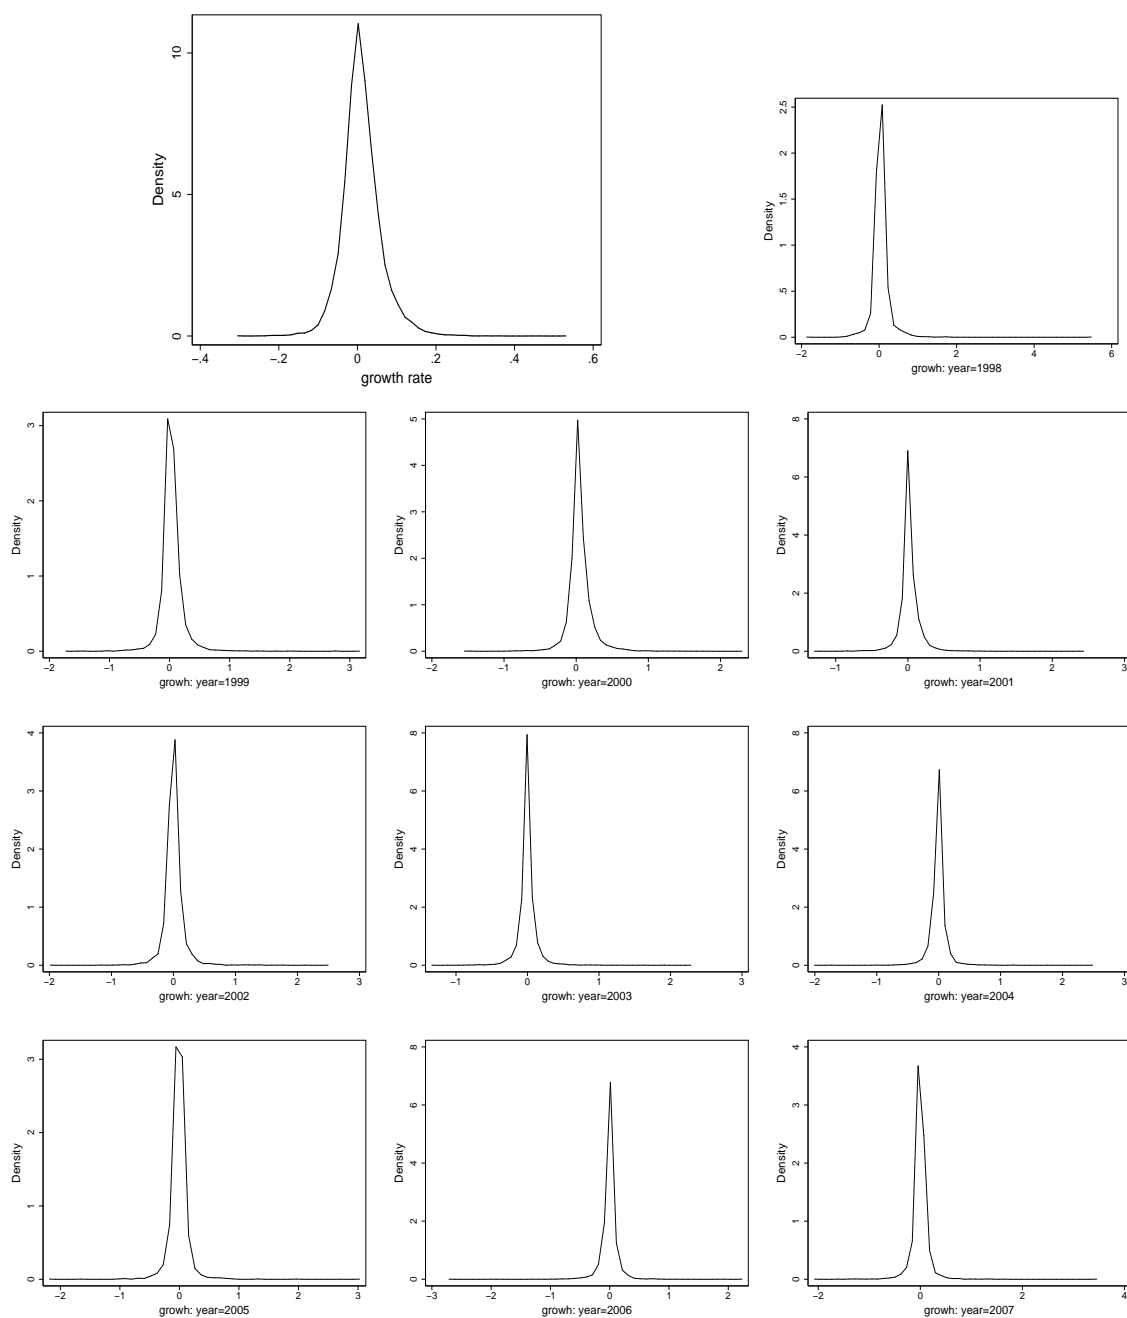 Density
10
5
0
−.4 −.2 0 .2 .4 .6
growth rate
Density
2.5
2
1.5
1
.5
0
−2 0 2 4 6
growh: year=1998
Density
3
2
1
0
−2 −1 0 1 2 3
growh: year=1999
Density
5
4
3
2
1
0
−2 −1 0 1 2
growh: year=2000
Density
8
6
4
2
0
−1 0 1 2 3
growh: year=2001
Density
4
3
2
1
0
−2 −1 0 1 2 3
growh: year=2002
Density
8
6
4
2
0
−1 0 1 2 3
growh: year=2003
Density
8
6
4
2
0
−2 −1 0 1 2 3
growh: year=2004
Density
3
2
1
0
−2 −1 0 1 2 3
growh: year=2005
Density
8
6
4
2
0
−3 −2 −1 0 1 2
growh: year=2006
Density
4
3
2
1
0
−2 0 2 4
growh: year=2007